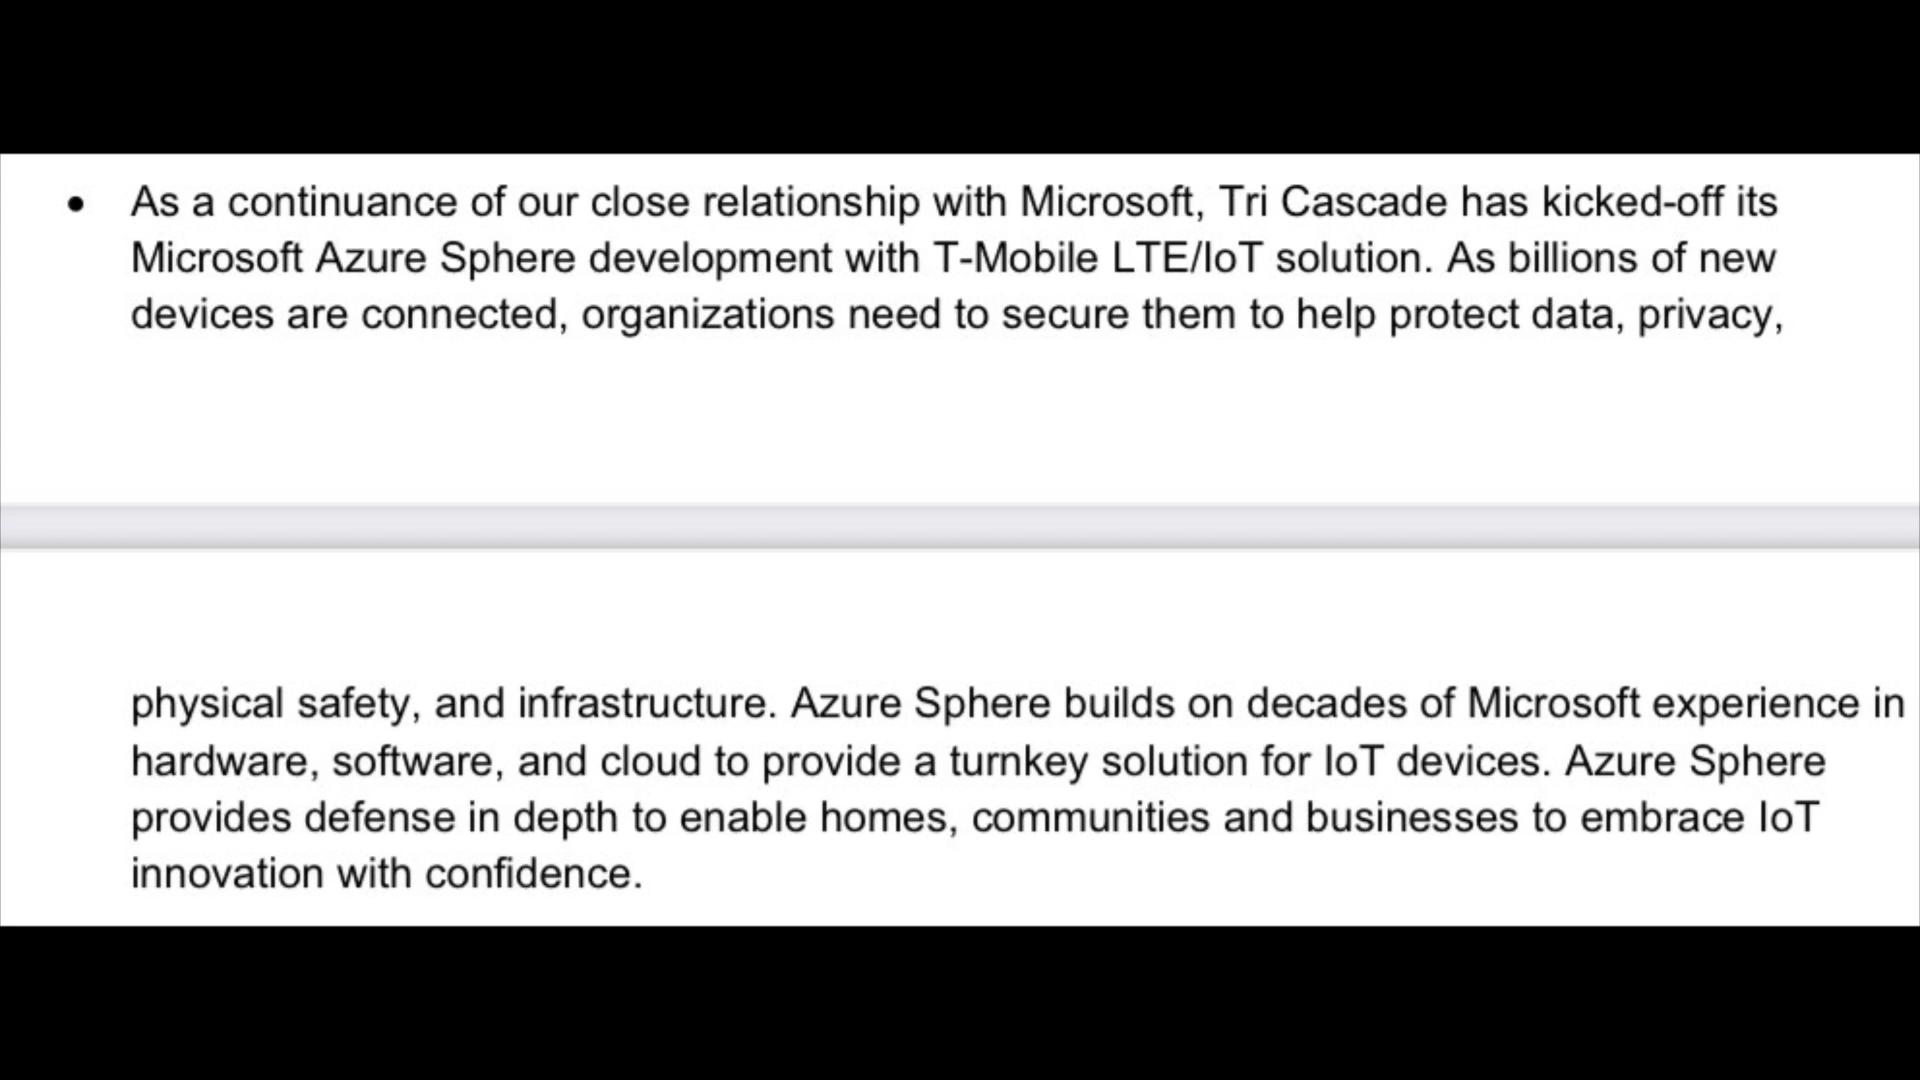 • As a continuance of our close relationship with Microsoft, Tri Cascade has kicked-off its
Microsoft Azure Sphere development with T-Mobile LTE/IoT solution. As billions of new
devices are connected, organizations need to secure them to help protect data, privacy,
physical safety, and infrastructure. Azure Sphere builds on decades of Microsoft experience in
hardware, software, and cloud to provide a turnkey solution for IoT devices. Azure Sphere
provides defense in depth to enable homes, communities and businesses to embrace IoT
innovation with confidence.